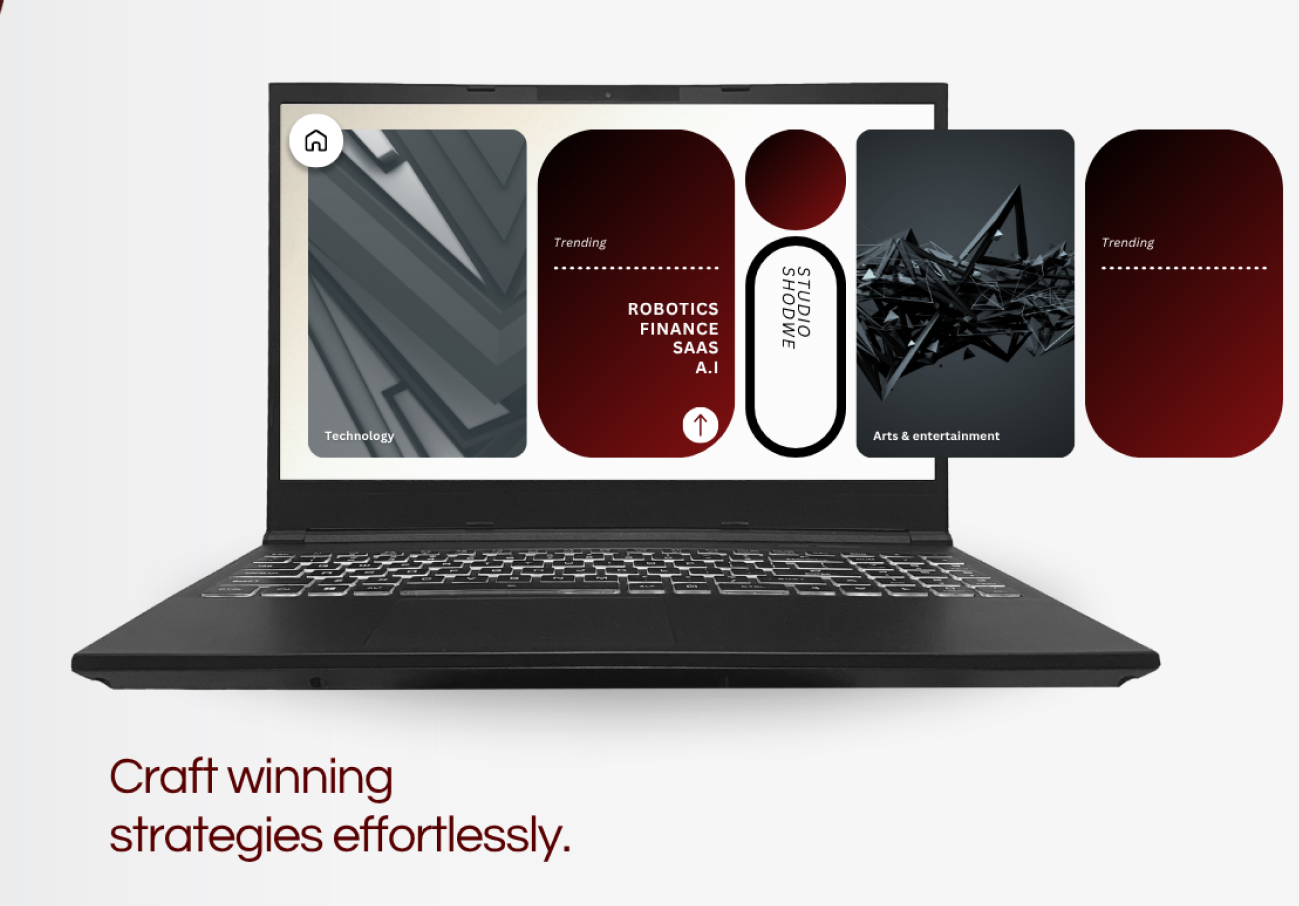 Trending
ROBOTICS
FINANCE
SAAS
A.I
Technology
STUDIO
SHODWE
Arts & entertainment
Trending
Craft winning
strategies effortlessly.